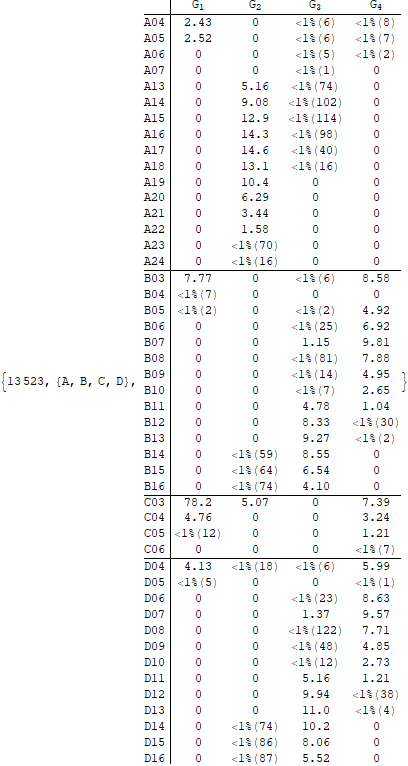 G1 G2 G3 G4
A04 2.43 0 <1%(6) <1%(8)
A05 2.52 0 <1%(6) <1%(7)
A06 0 0 <1%(5) <1%(2)
A07 0 0 <1%(1) 0
A13 0 5.16 <1%(74) 0
A14 0 9.08 <1%(102) 0
A15 0 12.9 <1%(114) 0
A16 0 14.3 <1%(98) 0
A17 0 14.6 <1%(40) 0
A18 0 13.1 <1%(16) 0
A19 0 10.4 0 0
A20 0 6.29 0 0
A21 0 3.44 0 0
A22 0 1.58 0 0
A23 0 <1%(70) 0 0
A24 0 <1%(16) 0 0
B03 7.77 0 <1%(6) 8.58
B04 <1%(7) 0 0 0
B05 <1%(2) 0 <1%(2) 4.92
B06 0 0 <1%(25) 6.92
B07 0 0 1.15 9.81
B08 0 0 <1%(81) 7.88
{13523, {A, B, C, D}, B09 0 0 <1%(14) 4.95 }
B10 0 0 <1%(7) 2.65
B11 0 0 4.78 1.04
B12 0 0 8.33 <1%(30)
B13 0 0 9.27 <1%(2)
B14 0 <1%(59) 8.55 0
B15 0 <1%(64) 6.54 0
B16 0 <1%(74) 4.10 0
C03 78.2 5.07 0 7.39
C04 4.76 0 0 3.24
C05 <1%(12) 0 0 1.21
C06 0 0 0 <1%(7)
D04 4.13 <1%(18) <1%(6) 5.99
D05 <1%(5) 0 0 <1%(1)
D06 0 0 <1%(23) 8.63
D07 0 0 1.37 9.57
D08 0 0 <1%(122) 7.71
D09 0 0 <1%(48) 4.85
D10 0 0 <1%(12) 2.73
D11 0 0 5.16 1.21
D12 0 0 9.94 <1%(38)
D13 0 0 11.0 <1%(4)
D14 0 <1%(74) 10.2 0
D15 0 <1%(86) 8.06 0
D16 0 <1%(87) 5.52 0